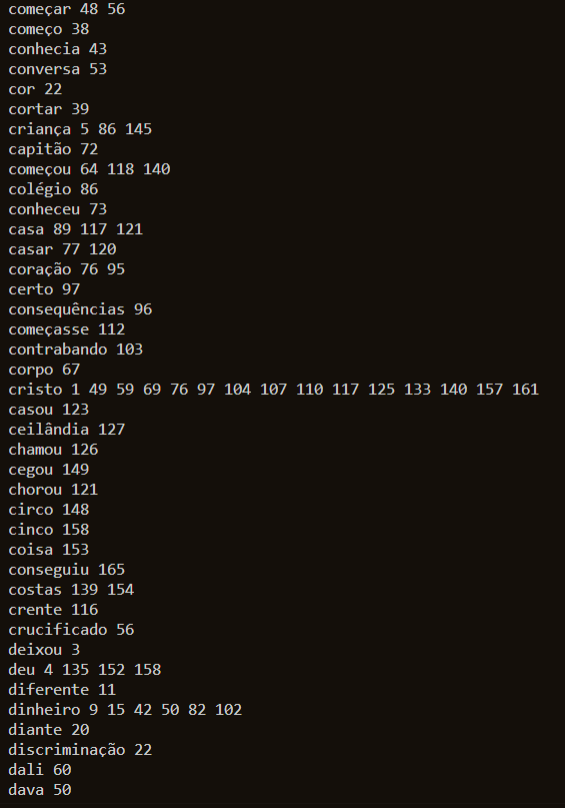 começar 48 56
começo 38
conhecia 43
conversa 53
cor 22
cortar 39
criança 5 86 145
capitão 72
começou 64 118 140
colégio 86
conheceu 73
casa 89 117 121
casar 77 120
coração 76 95
certo 97
consequências 96
começasse 112
contrabando 103
corpo 67
cristo 1 49 59 69 76 97 104 107 110 117 125 133 140 157 161
casou 123
ceilândia 127
chamou 126
cegou 149
chorou 121
circo 148
cinco 158
coisa 153
conseguiu 165
costas 139 154
crente 116
crucificado 56
deixou 3
deu 4 135 152 158
diferente 11
dinheiro 9 15 42 50 82 102
diante 20
discriminação 22
dali 60
dava 50